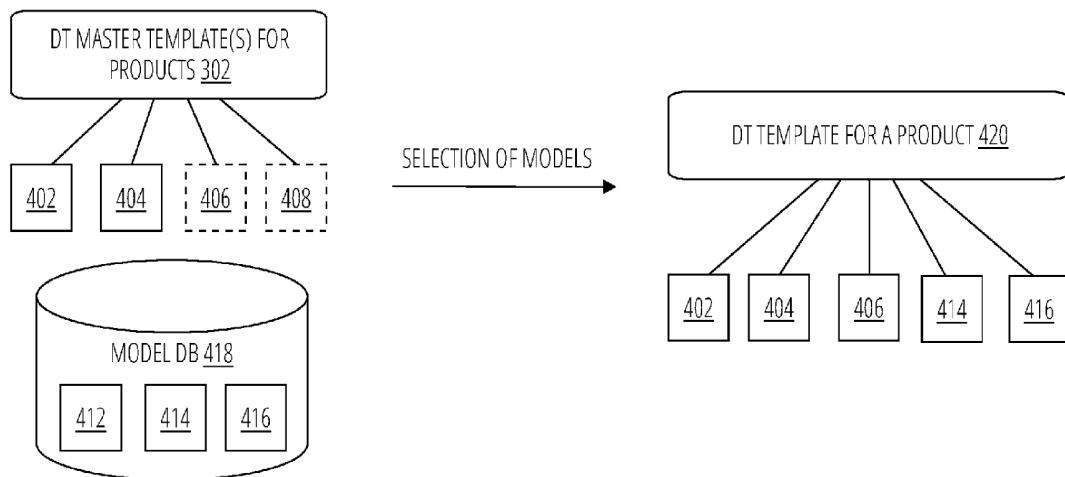 DT MASTER TEMPLATE(S) FOR
PRODUCTS 302
402 404 406 408
MODEL DB 418
412 414 416
SELECTION OF MODELS
DT TEMPLATE FOR A PRODUCT 420
402 404 406 414 416